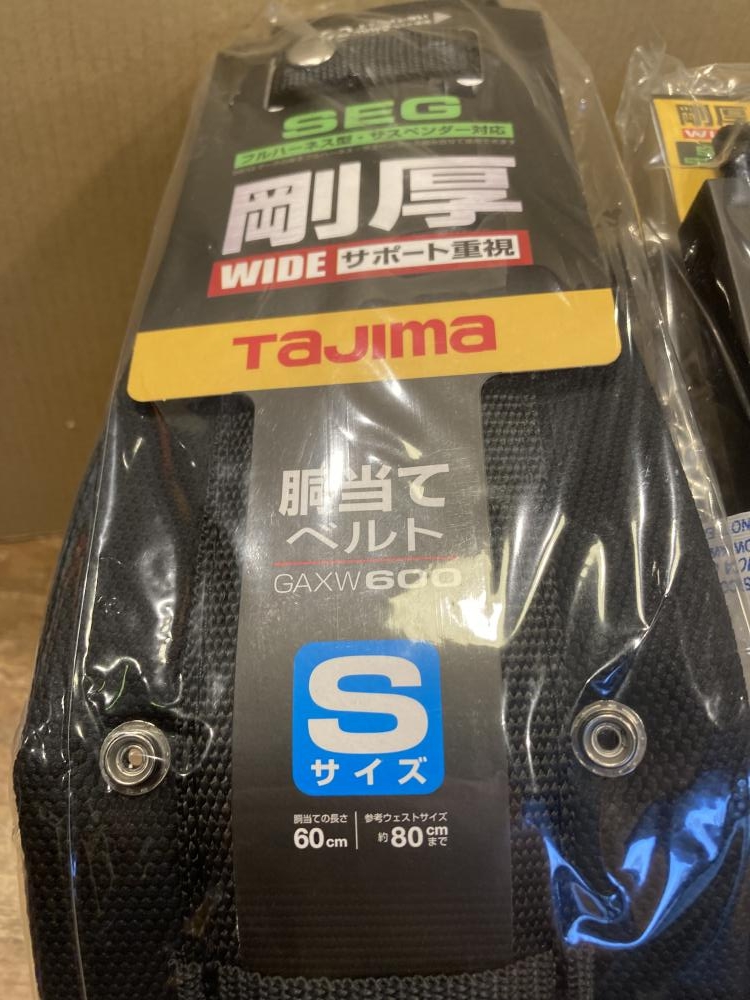 SEG
フルハーネス型・サスペンダー対応
剛厚
WIDE サポート重視
TAJIMA
胴当て
ベルト
GAXW600
S
サイズ
胴当ての長さ
60cm
参考ウェストサイズ
約80cmまで
剛厚
WID